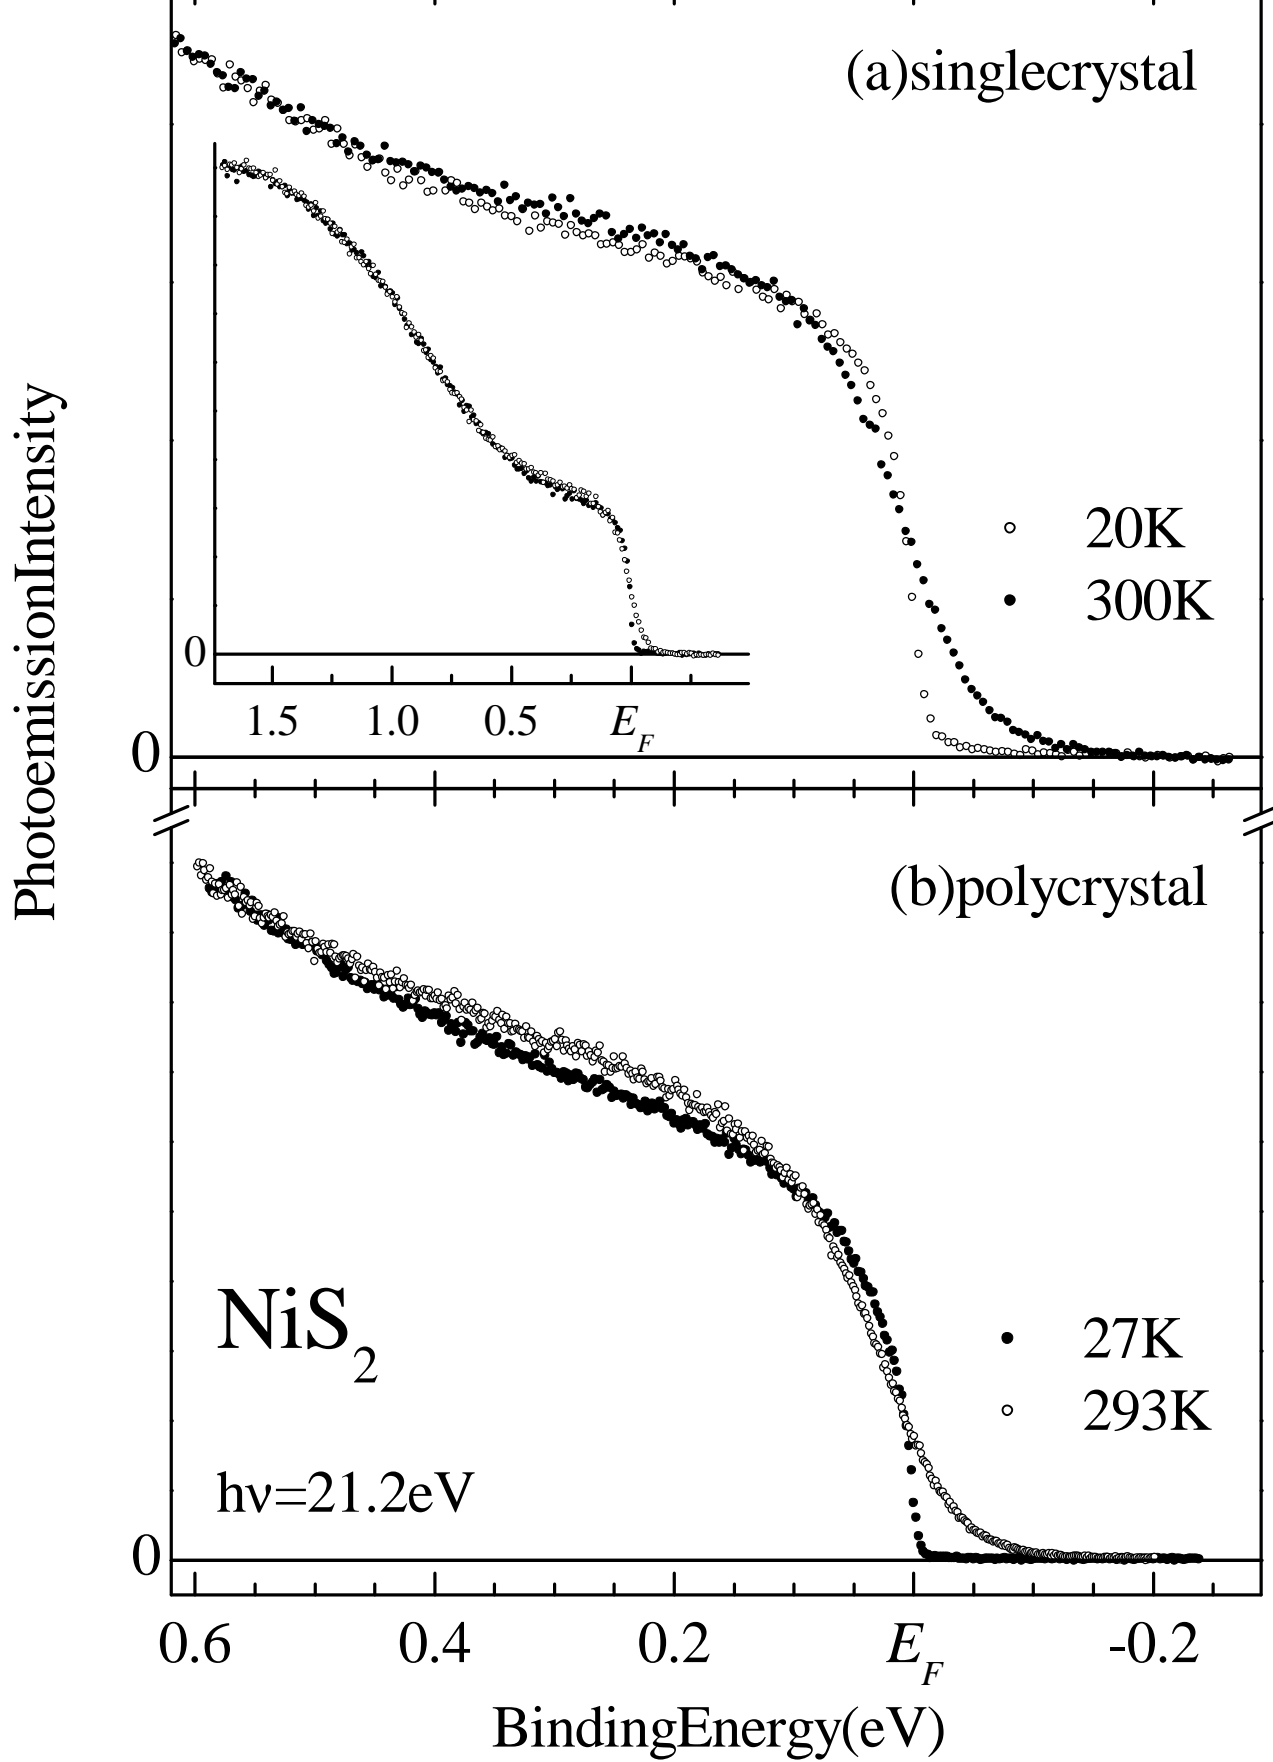 (a)singlecrystal
20K
300K
0
1.5 1.0 0.5 E_F
0
PhotoemissionIntensity
(b)polycrystal
NiS₂
27K
293K
hν=21.2eV
0
0.6 0.4 0.2 E_F -0.2
BindingEnergy(eV)